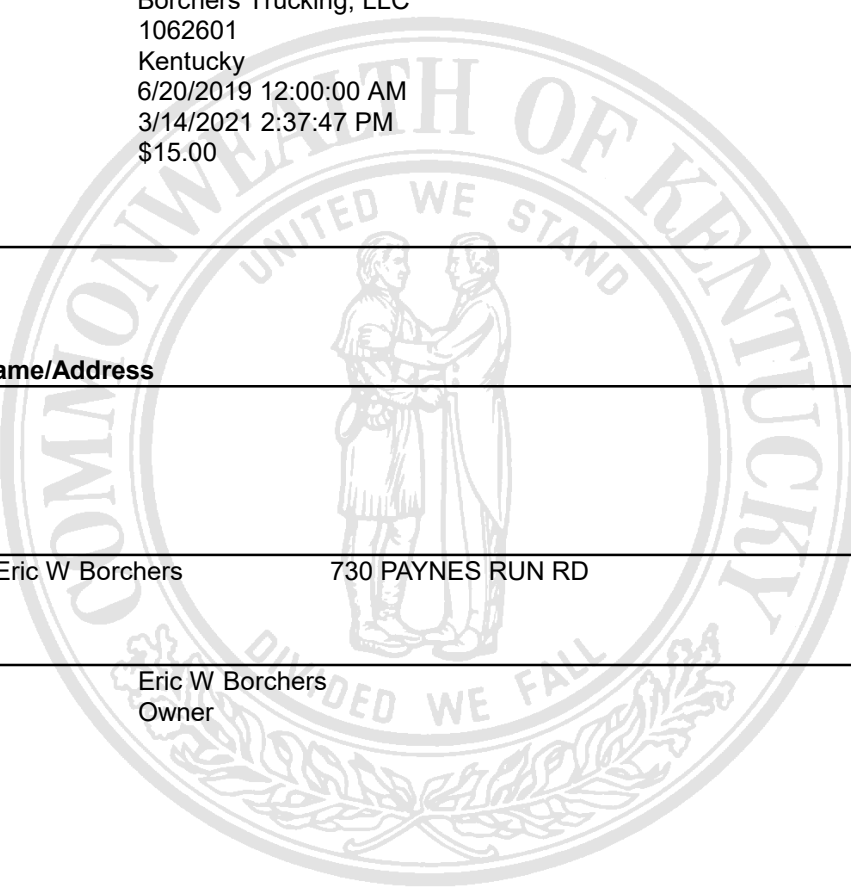 Borchers Trucking, LLC
1062601
Kentucky
6/20/2019 12:00:00 AM
3/14/2021 2:37:47 PM
$15.00
COMMONWEALTH OF KENTUCKY
UNITED WE STAND
ame/Address
Eric W Borchers 730 PAYNES RUN RD
DIVIDED WE FALL
Eric W Borchers
Owner